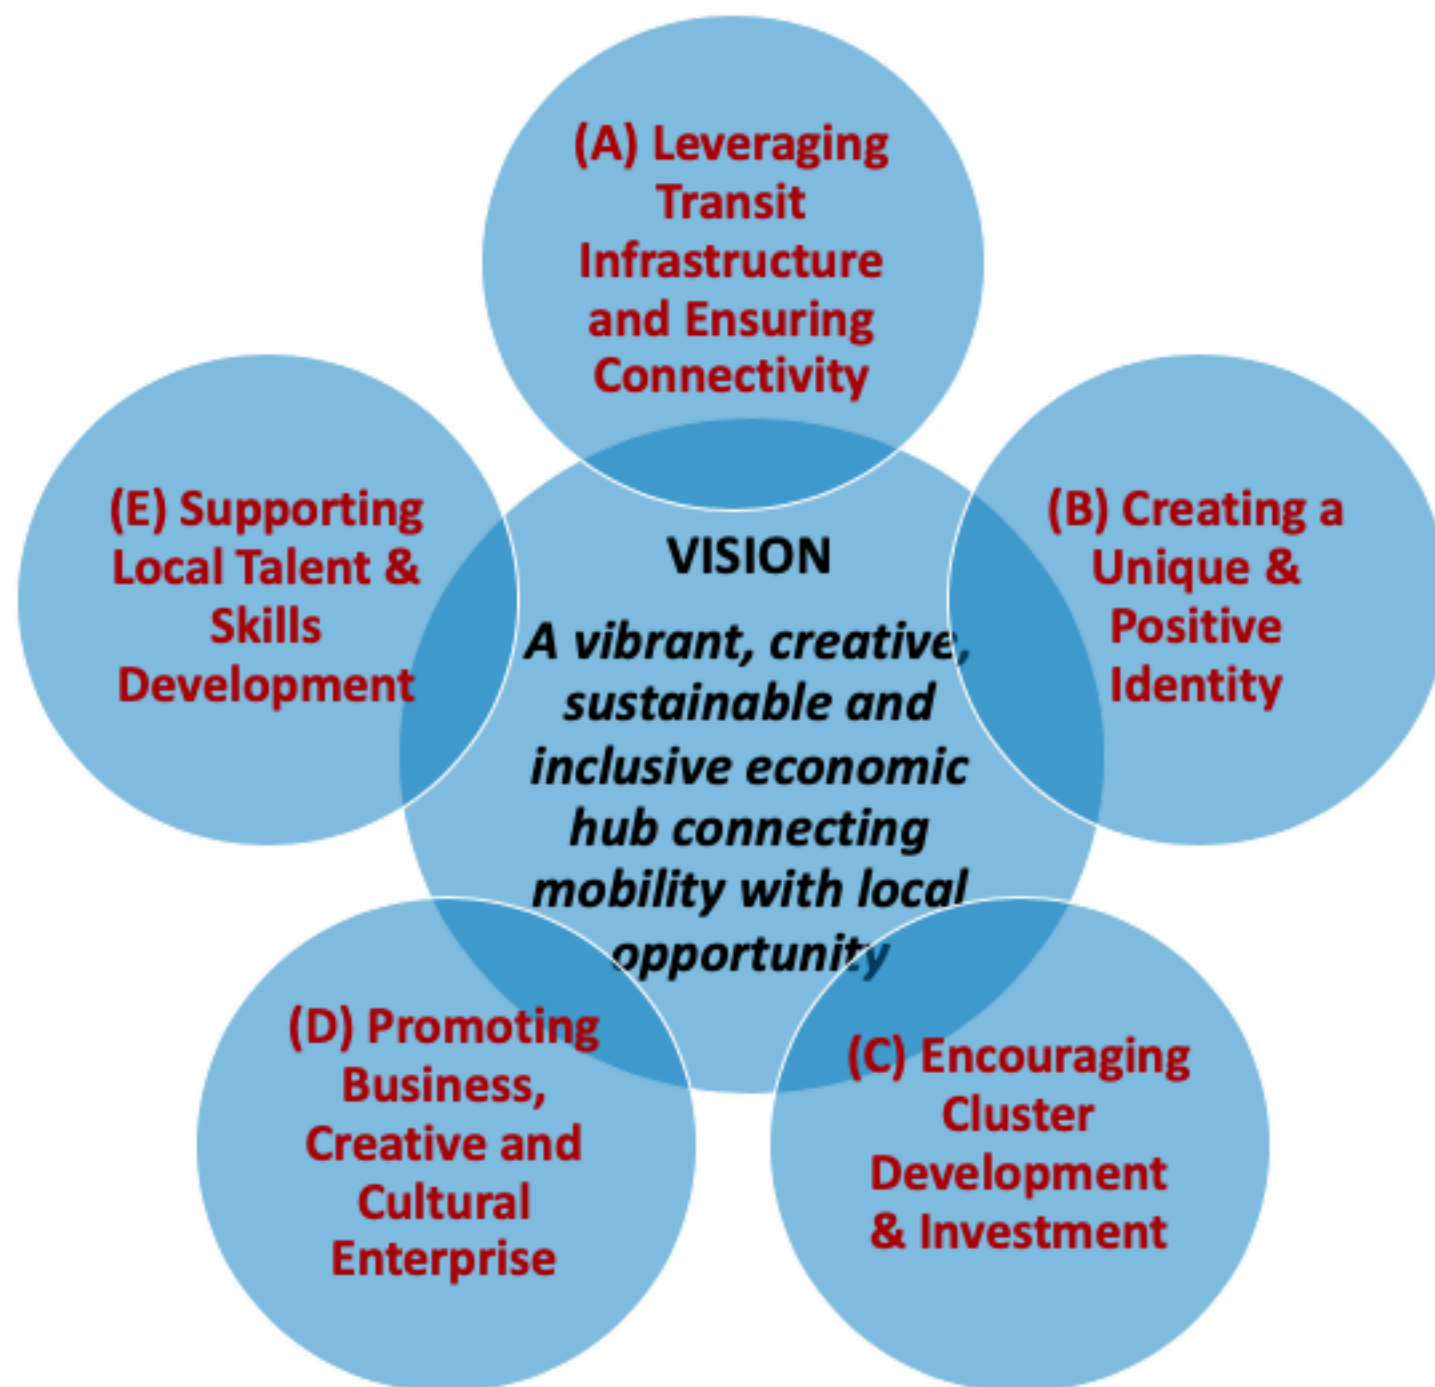 (A) Leveraging
Transit
Infrastructure
and Ensuring
Connectivity
(B) Creating a
Unique &
Positive
Identity
(C) Encouraging
Cluster
Development
& Investment
(D) Promoting
Business,
Creative and
Cultural
Enterprise
(E) Supporting
Local Talent &
Skills
Development
VISION
A vibrant, creative,
sustainable and
inclusive economic
hub connecting
mobility with local
opportunity